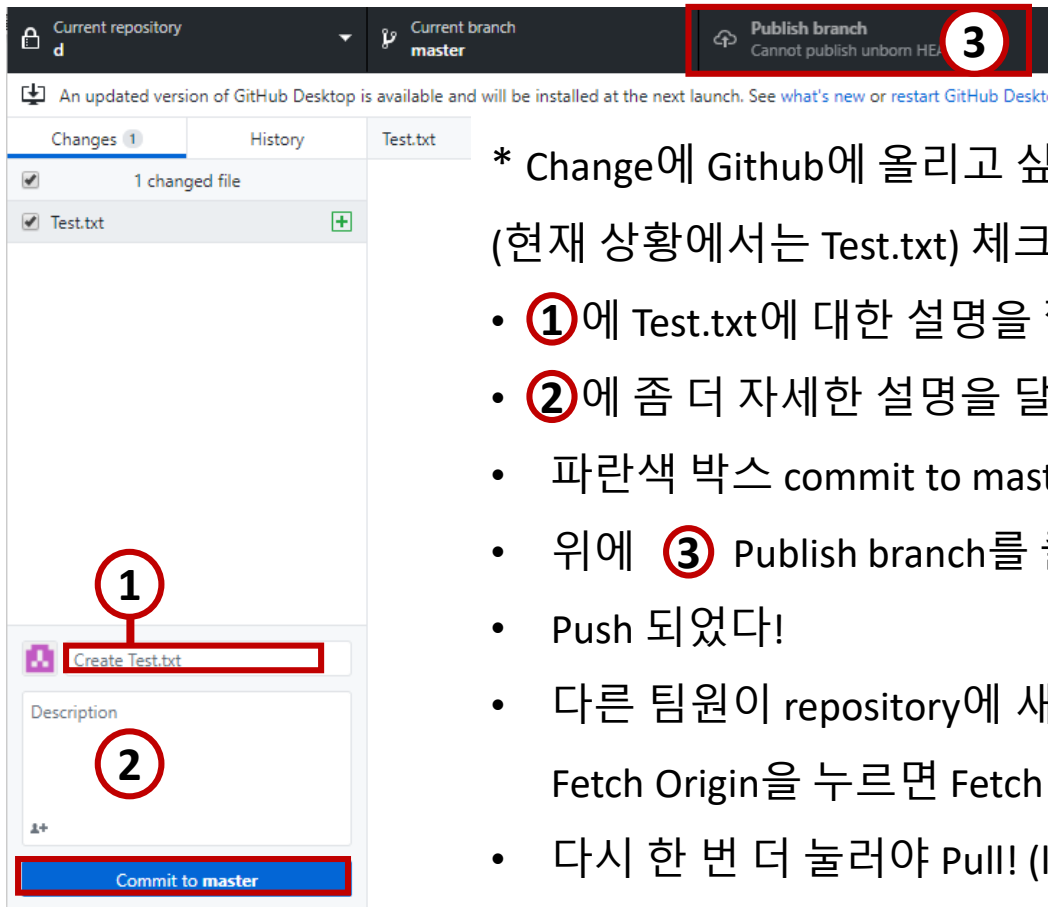 Current repository
d
Current branch
master
Publish branch
Cannot publish unborn HEA
3
An updated version of GitHub Desktop is available and will be installed at the next launch. See what's new or restart GitHub Deskt
Changes 1
History
Test.txt
1 changed file
Test.txt
* Change에 Github에 올리고 싶
(현재 상황에서는 Test.txt) 체크
• 1에 Test.txt에 대한 설명을
• 2에 좀 더 자세한 설명을 달
• 파란색 박스 commit to mast
• 위에 3 Publish branch를
• Push 되었다!
• 다른 팀원이 repository에 새
Fetch Origin을 누르면 Fetch
• 다시 한 번 더 눌러야 Pull! (
1
Create Test.txt
Description
2
Commit to master